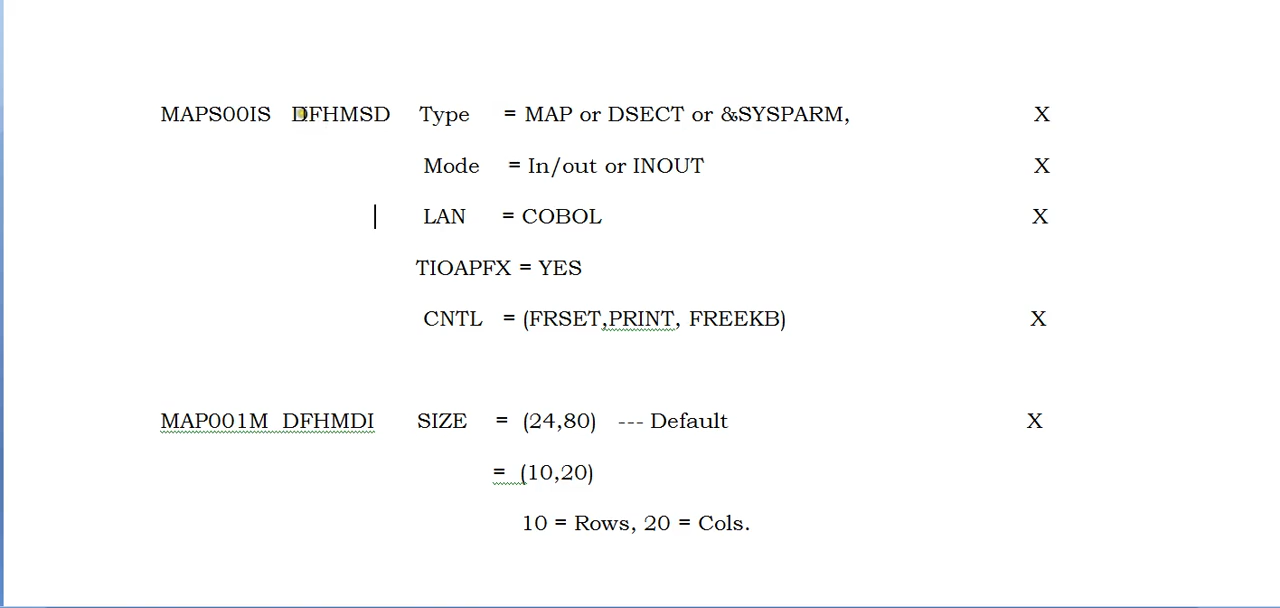 MAPS00IS DFHMSD Type = MAP or DSECT or &SYSPARM, X
Mode = In/out or INOUT X
LAN = COBOL X
TIOAPFX = YES
CNTL = (FRSET,PRINT, FREEKB) X
MAP001M DFHMDI SIZE = (24,80) --- Default X
= (10,20)
10 = Rows, 20 = Cols.